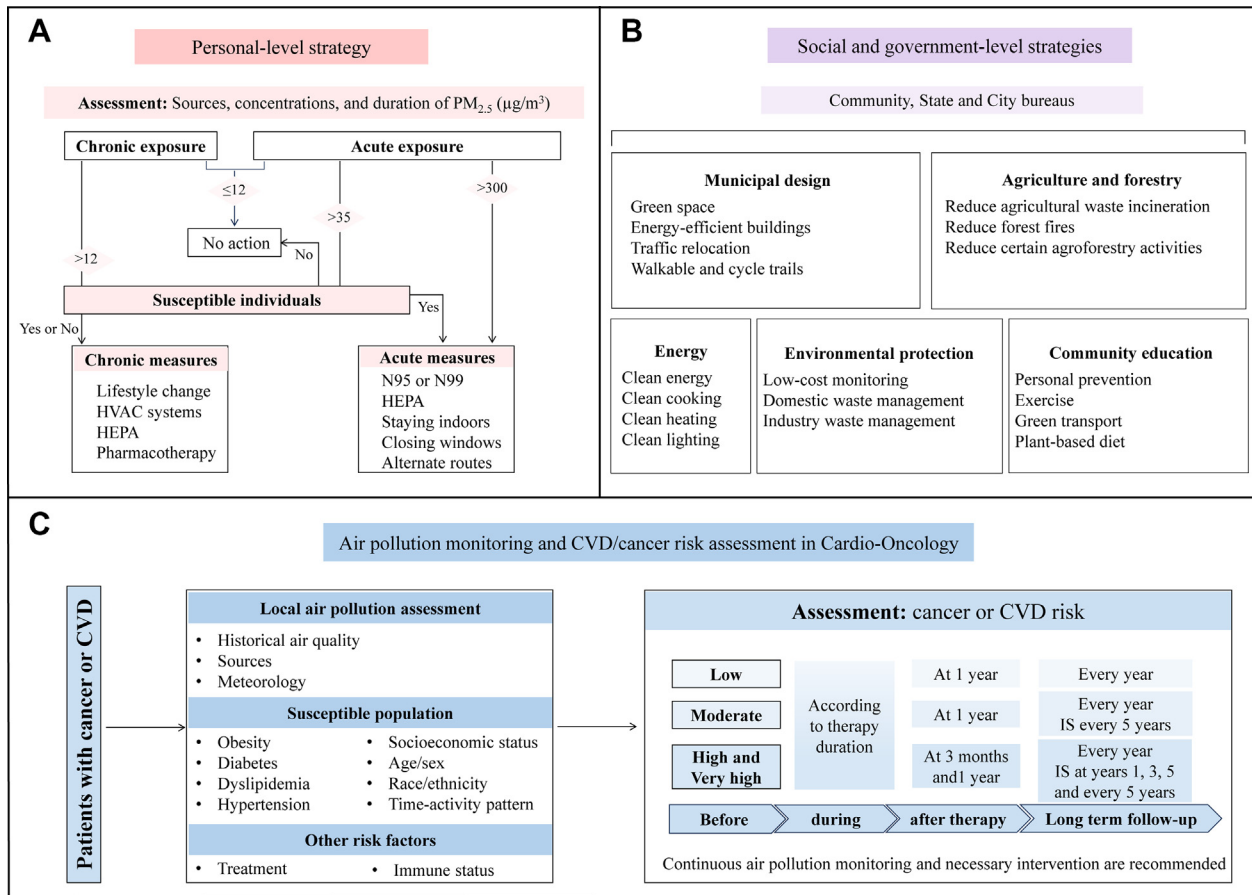 A
Personal-level strategy
Assessment: Sources, concentrations, and duration of PM2.5 (μg/m³)
Chronic exposure
Acute exposure
≤12
>300
>35
No action
No
>12
Susceptible individuals
Yes
Yes or No
Chronic measures
Lifestyle change
HVAC systems
HEPA
Pharmacotherapy
Acute measures
N95 or N99
HEPA
Staying indoors
Closing windows
Alternate routes
B
Social and government-level strategies
Community, State and City bureaus
Municipal design
Green space
Energy-efficient buildings
Traffic relocation
Walkable and cycle trails
Agriculture and forestry
Reduce agricultural waste incineration
Reduce forest fires
Reduce certain agroforestry activities
Energy
Clean energy
Clean cooking
Clean heating
Clean lighting
Environmental protection
Low-cost monitoring
Domestic waste management
Industry waste management
Community education
Personal prevention
Exercise
Green transport
Plant-based diet
C
Air pollution monitoring and CVD/cancer risk assessment in Cardio-Oncology
Patients with cancer or CVD
Local air pollution assessment
• Historical air quality
• Sources
• Meteorology
Susceptible population
• Obesity
• Diabetes
• Dyslipidemia
• Hypertension
• Socioeconomic status
• Age/sex
• Race/ethnicity
• Time-activity pattern
Other risk factors
• Treatment
• Immune status
Assessment: cancer or CVD risk
Low
Moderate
High and
Very high
According
to therapy
duration
At 1 year
At 1 year
At 3 months
and1 year
Every year
Every year
IS every 5 years
Every year
IS at years 1, 3, 5
and every 5 years
Before
during
after therapy
Long term follow-up
Continuous air pollution monitoring and necessary intervention are recommended